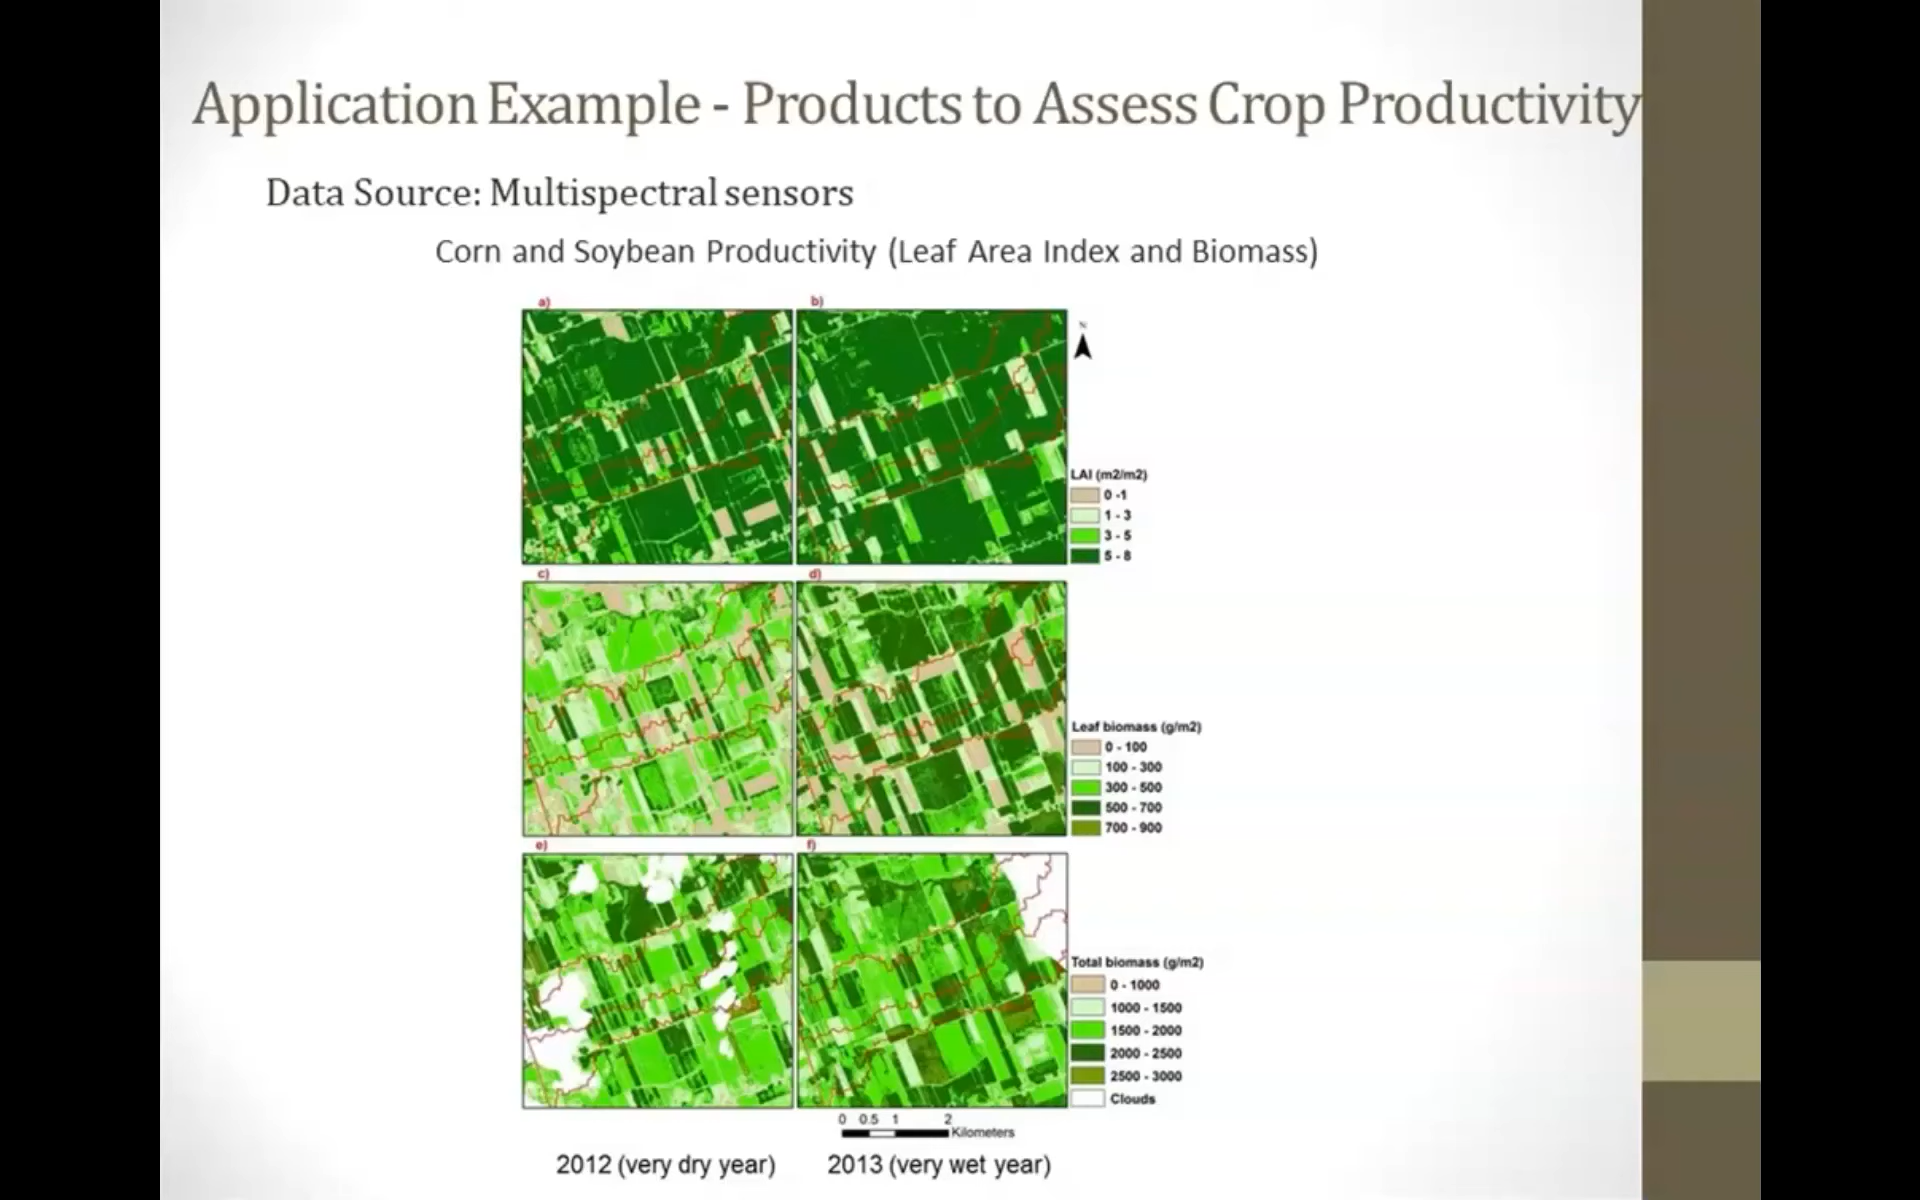 Application Example - Products to Assess Crop Productivity
Data Source: Multispectral sensors
Corn and Soybean Productivity (Leaf Area Index and Biomass)
a)
b)
N
LAI (m2/m2)
0 -1
1 - 3
3 - 5
5 - 8
c)
d)
Leaf biomass (g/m2)
0 - 100
100 - 300
300 - 500
500 - 700
700 - 900
e)
f)
Total biomass (g/m2)
0 - 1000
1000 - 1500
1500 - 2000
2000 - 2500
2500 - 3000
Clouds
0 0.5 1 2
Kilometers
2012 (very dry year)
2013 (very wet year)